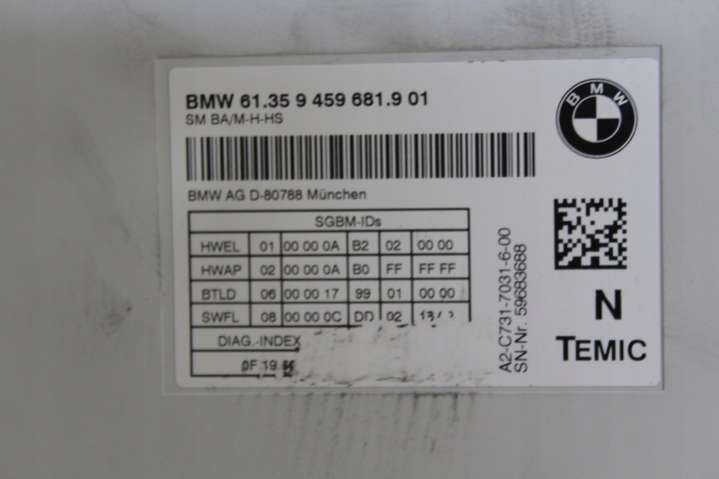 BMW 61.35 9 459 681.9 01
SM BA/M-H-HS
BMW
BMW AG D-80788 München
SGBM-IDs
HWEL 01 00 00 0A B2 02 00 00
HWAP 02 00 00 0A B0 FF FF FF
BTLD 06 00 00 17 99 01 00 00
SWFL 08 00 00 0C DD 02
DIAG.-INDEX
0F 19
A2-C731-7031-6-00
SN-Nr. 59683688
N
TEMIC